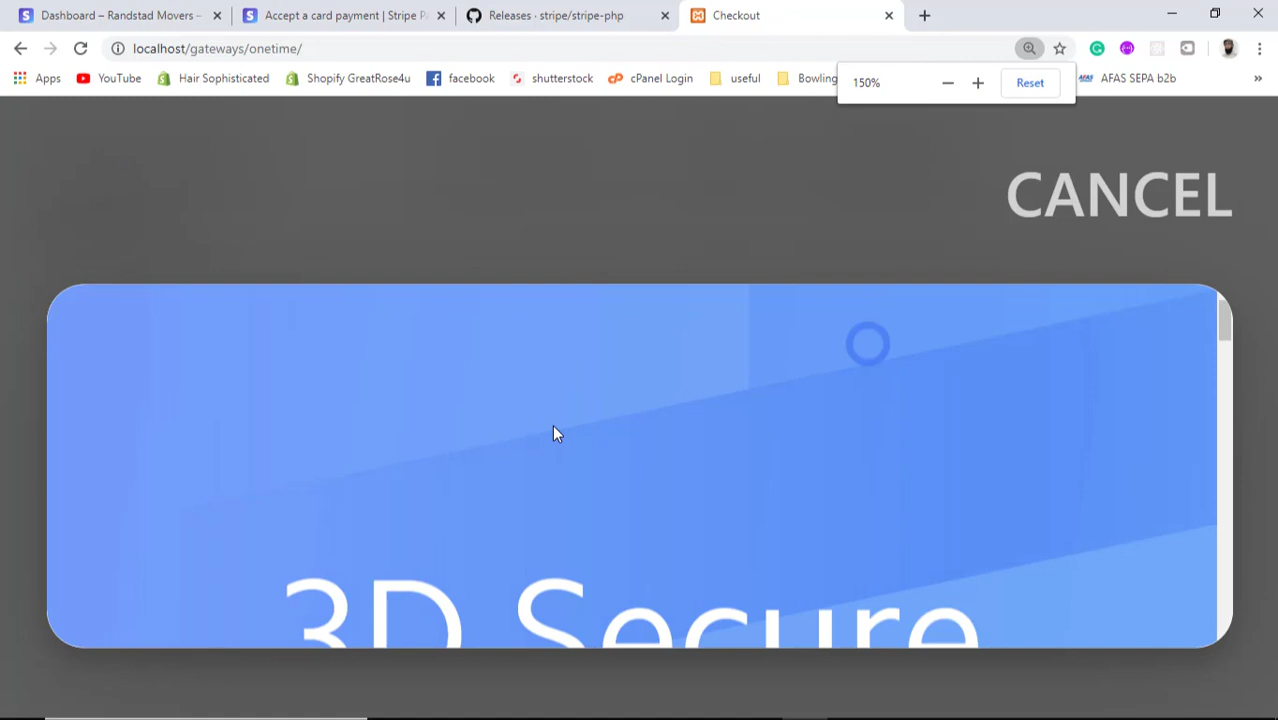 Dashboard – Randstad Movers –
Accept a card payment | Stripe Pa
Releases · stripe/stripe-php
Checkout
localhost/gateways/onetime/
Apps
YouTube
Hair Sophisticated
Shopify GreatRose4u
facebook
shutterstock
cPanel Login
useful
Bowling
AFAS SEPA b2b
»
150%
Reset
CANCEL
3D Secure